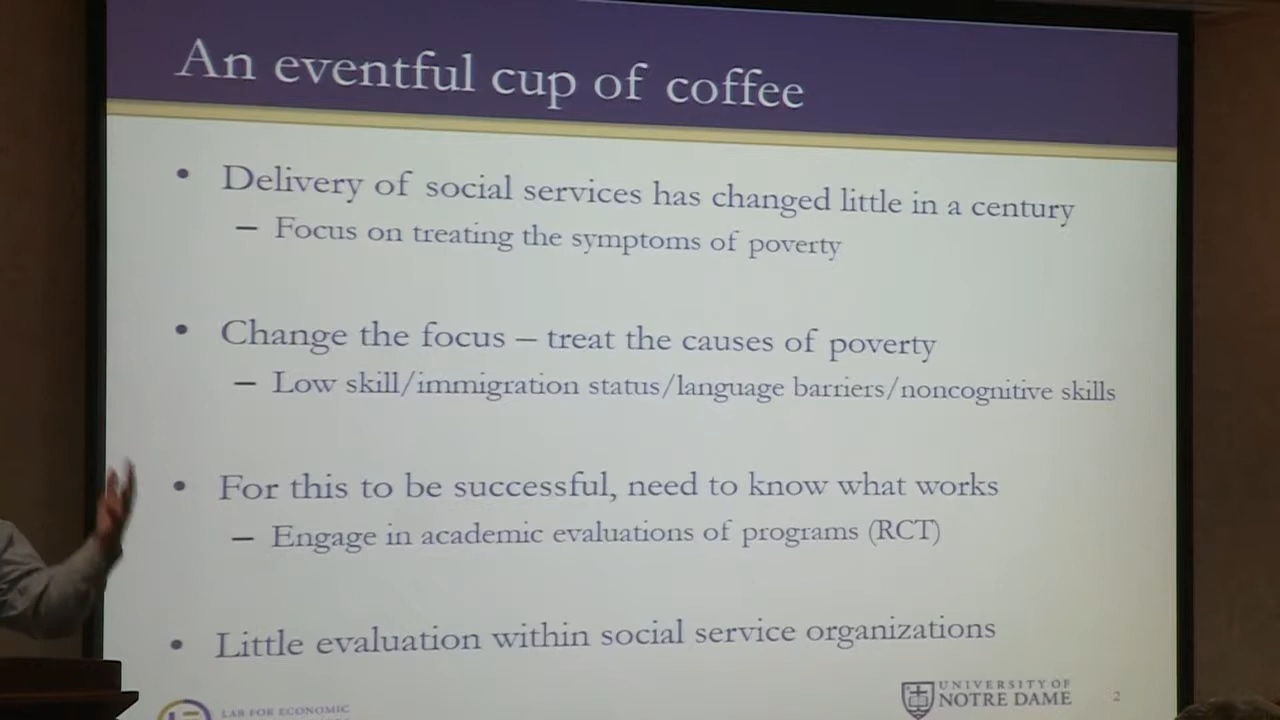 An eventful cup of coffee
• Delivery of social services has changed little in a century
– Focus on treating the symptoms of poverty
• Change the focus – treat the causes of poverty
– Low skill/immigration status/language barriers/noncognitive skills
• For this to be successful, need to know what works
– Engage in academic evaluations of programs (RCT)
• Little evaluation within social service organizations
LAB FOR ECONOMIC
UNIVERSITY OF
NOTRE DAME
2